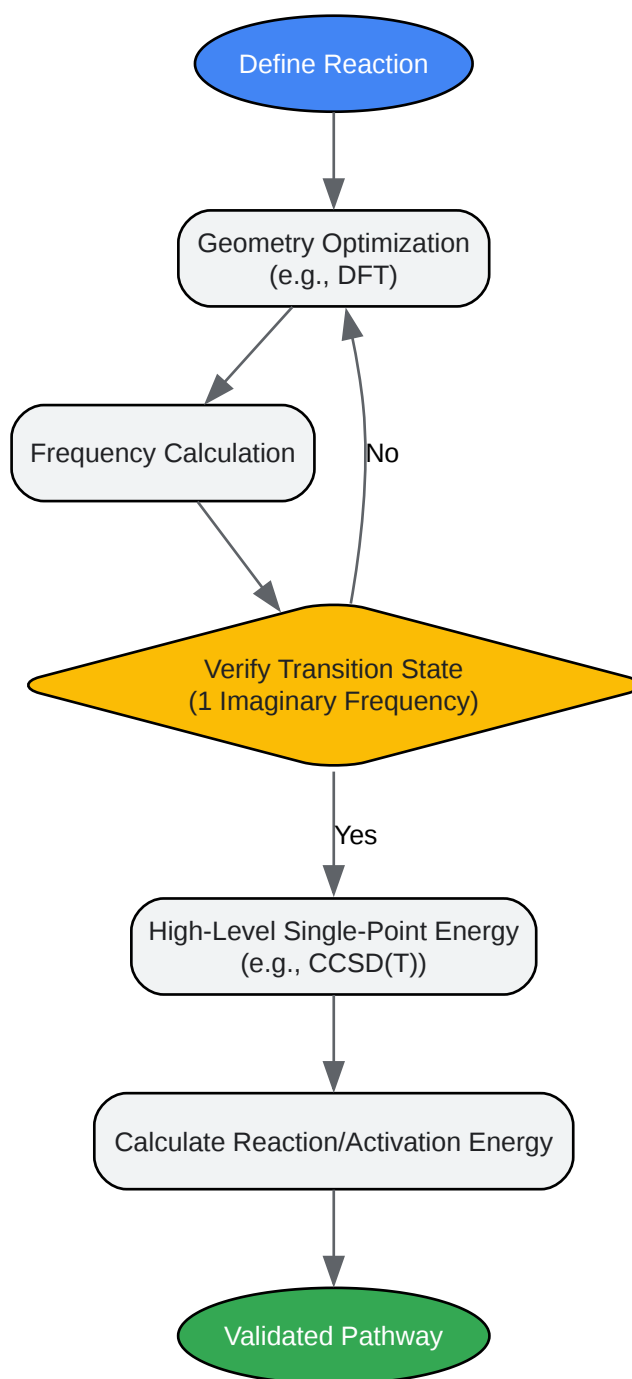 Define Reaction
Geometry Optimization
(e.g., DFT)
Frequency Calculation
No
Verify Transition State
(1 Imaginary Frequency)
Yes
High-Level Single-Point Energy
(e.g., CCSD(T))
Calculate Reaction/Activation Energy
Validated Pathway